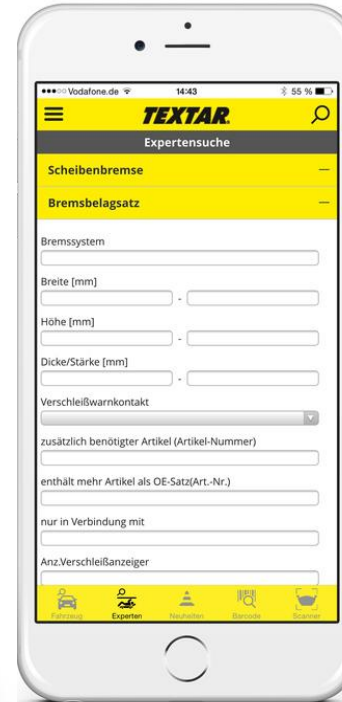 Vodafone.de 14:43 55 %
TEXTAR
Expertensuche
Scheibenbremse
Bremsbelagsatz
Bremssystem
Breite [mm]
-
Höhe [mm]
-
Dicke/Stärke [mm]
-
Verschleißwarnkontakt
zusätzlich benötigter Artikel (Artikel-Nummer)
enthält mehr Artikel als OE-Satz(Art.-Nr.)
nur in Verbindung mit
Anz.Verschleißanzeiger
Fahrzeug Experten Neuheiten Barcode Scanner